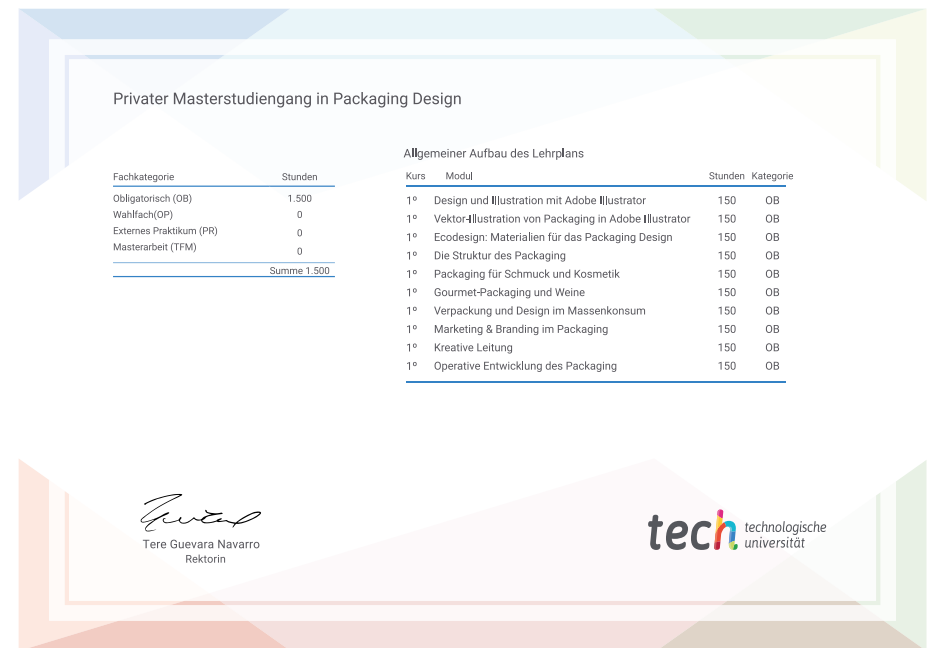 Privater Masterstudiengang in Packaging Design
Fachkategorie Stunden
Obligatorisch (OB) 1.500
Wahlfach(OP) 0
Externes Praktikum (PR) 0
Masterarbeit (TFM) 0
Summe 1.500
Allgemeiner Aufbau des Lehrplans
Kurs Modul Stunden Kategorie
1º Design und Illustration mit Adobe Illustrator 150 OB
1º Vektor-Illustration von Packaging in Adobe Illustrator 150 OB
1º Ecodesign: Materialien für das Packaging Design 150 OB
1º Die Struktur des Packaging 150 OB
1º Packaging für Schmuck und Kosmetik 150 OB
1º Gourmet-Packaging und Weine 150 OB
1º Verpackung und Design im Massenkonsum 150 OB
1º Marketing & Branding im Packaging 150 OB
1º Kreative Leitung 150 OB
1º Operative Entwicklung des Packaging 150 OB
Tere Guevara Navarro
Rektorin
tech technologische
universität